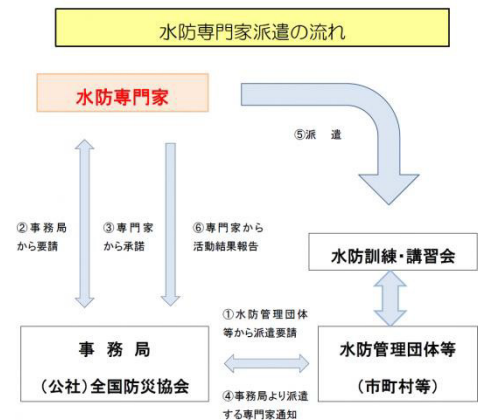 水防専門家派遣の流れ
水防専門家
⑤派　遣
②事務局
から要請
③専門家
から承諾
⑥専門家から
活動結果報告
水防訓練・講習会
①水防管理団体
等から派遣要請
事　務　局
(公社)全国防災協会
水防管理団体等
(市町村等)
④事務局より派遣
する専門家通知